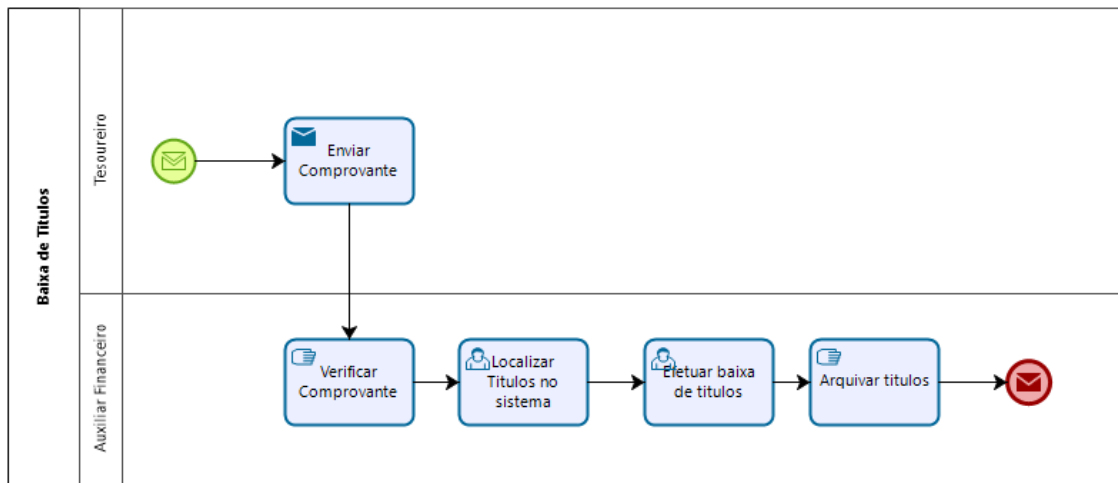 Baixa de Titulos
Tesoureiro
Enviar
Comprovante
Auxiliar Financeiro
Verificar
Comprovante
Localizar
Titulos no
sistema
Efetuar baixa
de titulos
Arquivar titulos